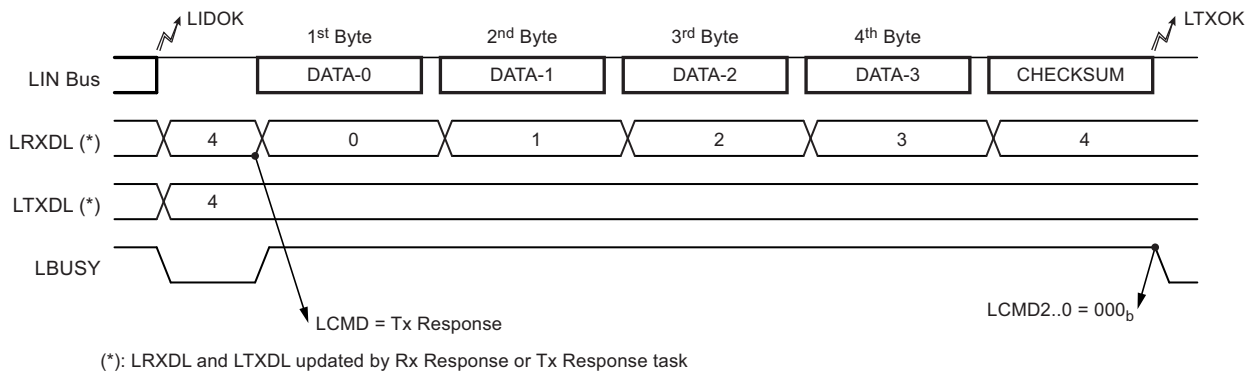 LIDOK LTXOK
1st Byte 2nd Byte 3rd Byte 4th Byte
LIN Bus DATA-0 DATA-1 DATA-2 DATA-3 CHECKSUM
LRXDL (*) 4 0 1 2 3 4
LTXDL (*) 4
LBUSY
LCMD = Tx Response LCMD2..0 = 000b
(*): LRXDL and LTXDL updated by Rx Response or Tx Response task